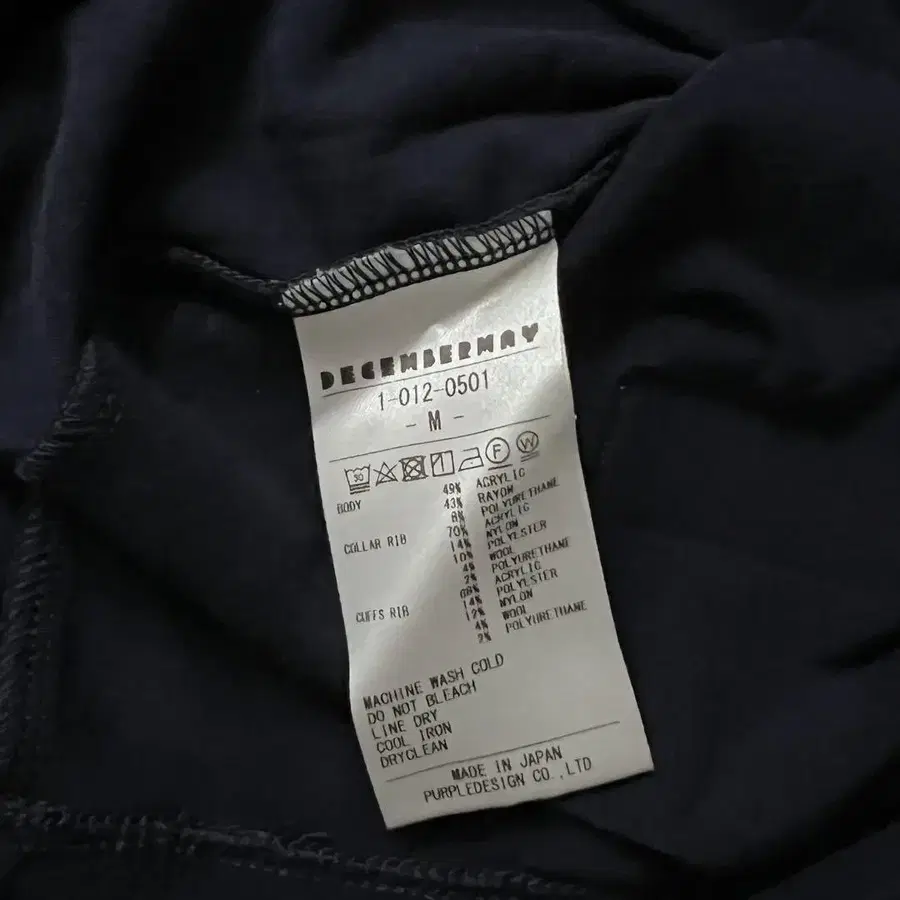 DECEMBERMAY
1-012-0501
- M -
30 F W
BODY 49% ACRYLIC
43% RAYON
8% POLYURETHANE
COLLAR RIB 70% ACRYLIC
14% NYLON
10% POLYESTER
4% WOOL
2% POLYURETHANE
CUFFS RIB 68% ACRYLIC
14% POLYESTER
12% NYLON
4% WOOL
2% POLYURETHANE
MACHINE WASH COLD
DO NOT BLEACH
LINE DRY
COOL IRON
DRYCLEAN
MADE IN JAPAN
PURPLEDESIGN CO.,LTD